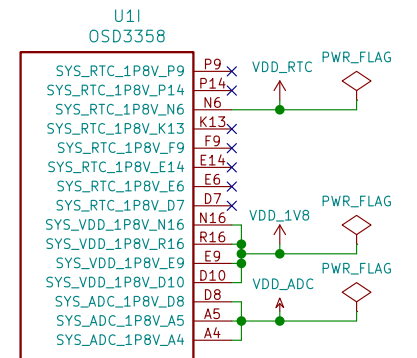 U1I
OSD3358
PWR_FLAG
VDD_RTC
SYS_RTC_1P8V_P9 P9
SYS_RTC_1P8V_P14 P14
SYS_RTC_1P8V_N6 N6
SYS_RTC_1P8V_K13 K13
SYS_RTC_1P8V_F9 F9
SYS_RTC_1P8V_E14 E14
SYS_RTC_1P8V_E6 E6
SYS_RTC_1P8V_D7 D7
PWR_FLAG
VDD_1V8
SYS_VDD_1P8V_N16 N16
SYS_VDD_1P8V_R16 R16
SYS_VDD_1P8V_E9 E9
SYS_VDD_1P8V_D10 D10
PWR_FLAG
VDD_ADC
SYS_ADC_1P8V_D8 D8
SYS_ADC_1P8V_A5 A5
SYS_ADC_1P8V_A4 A4